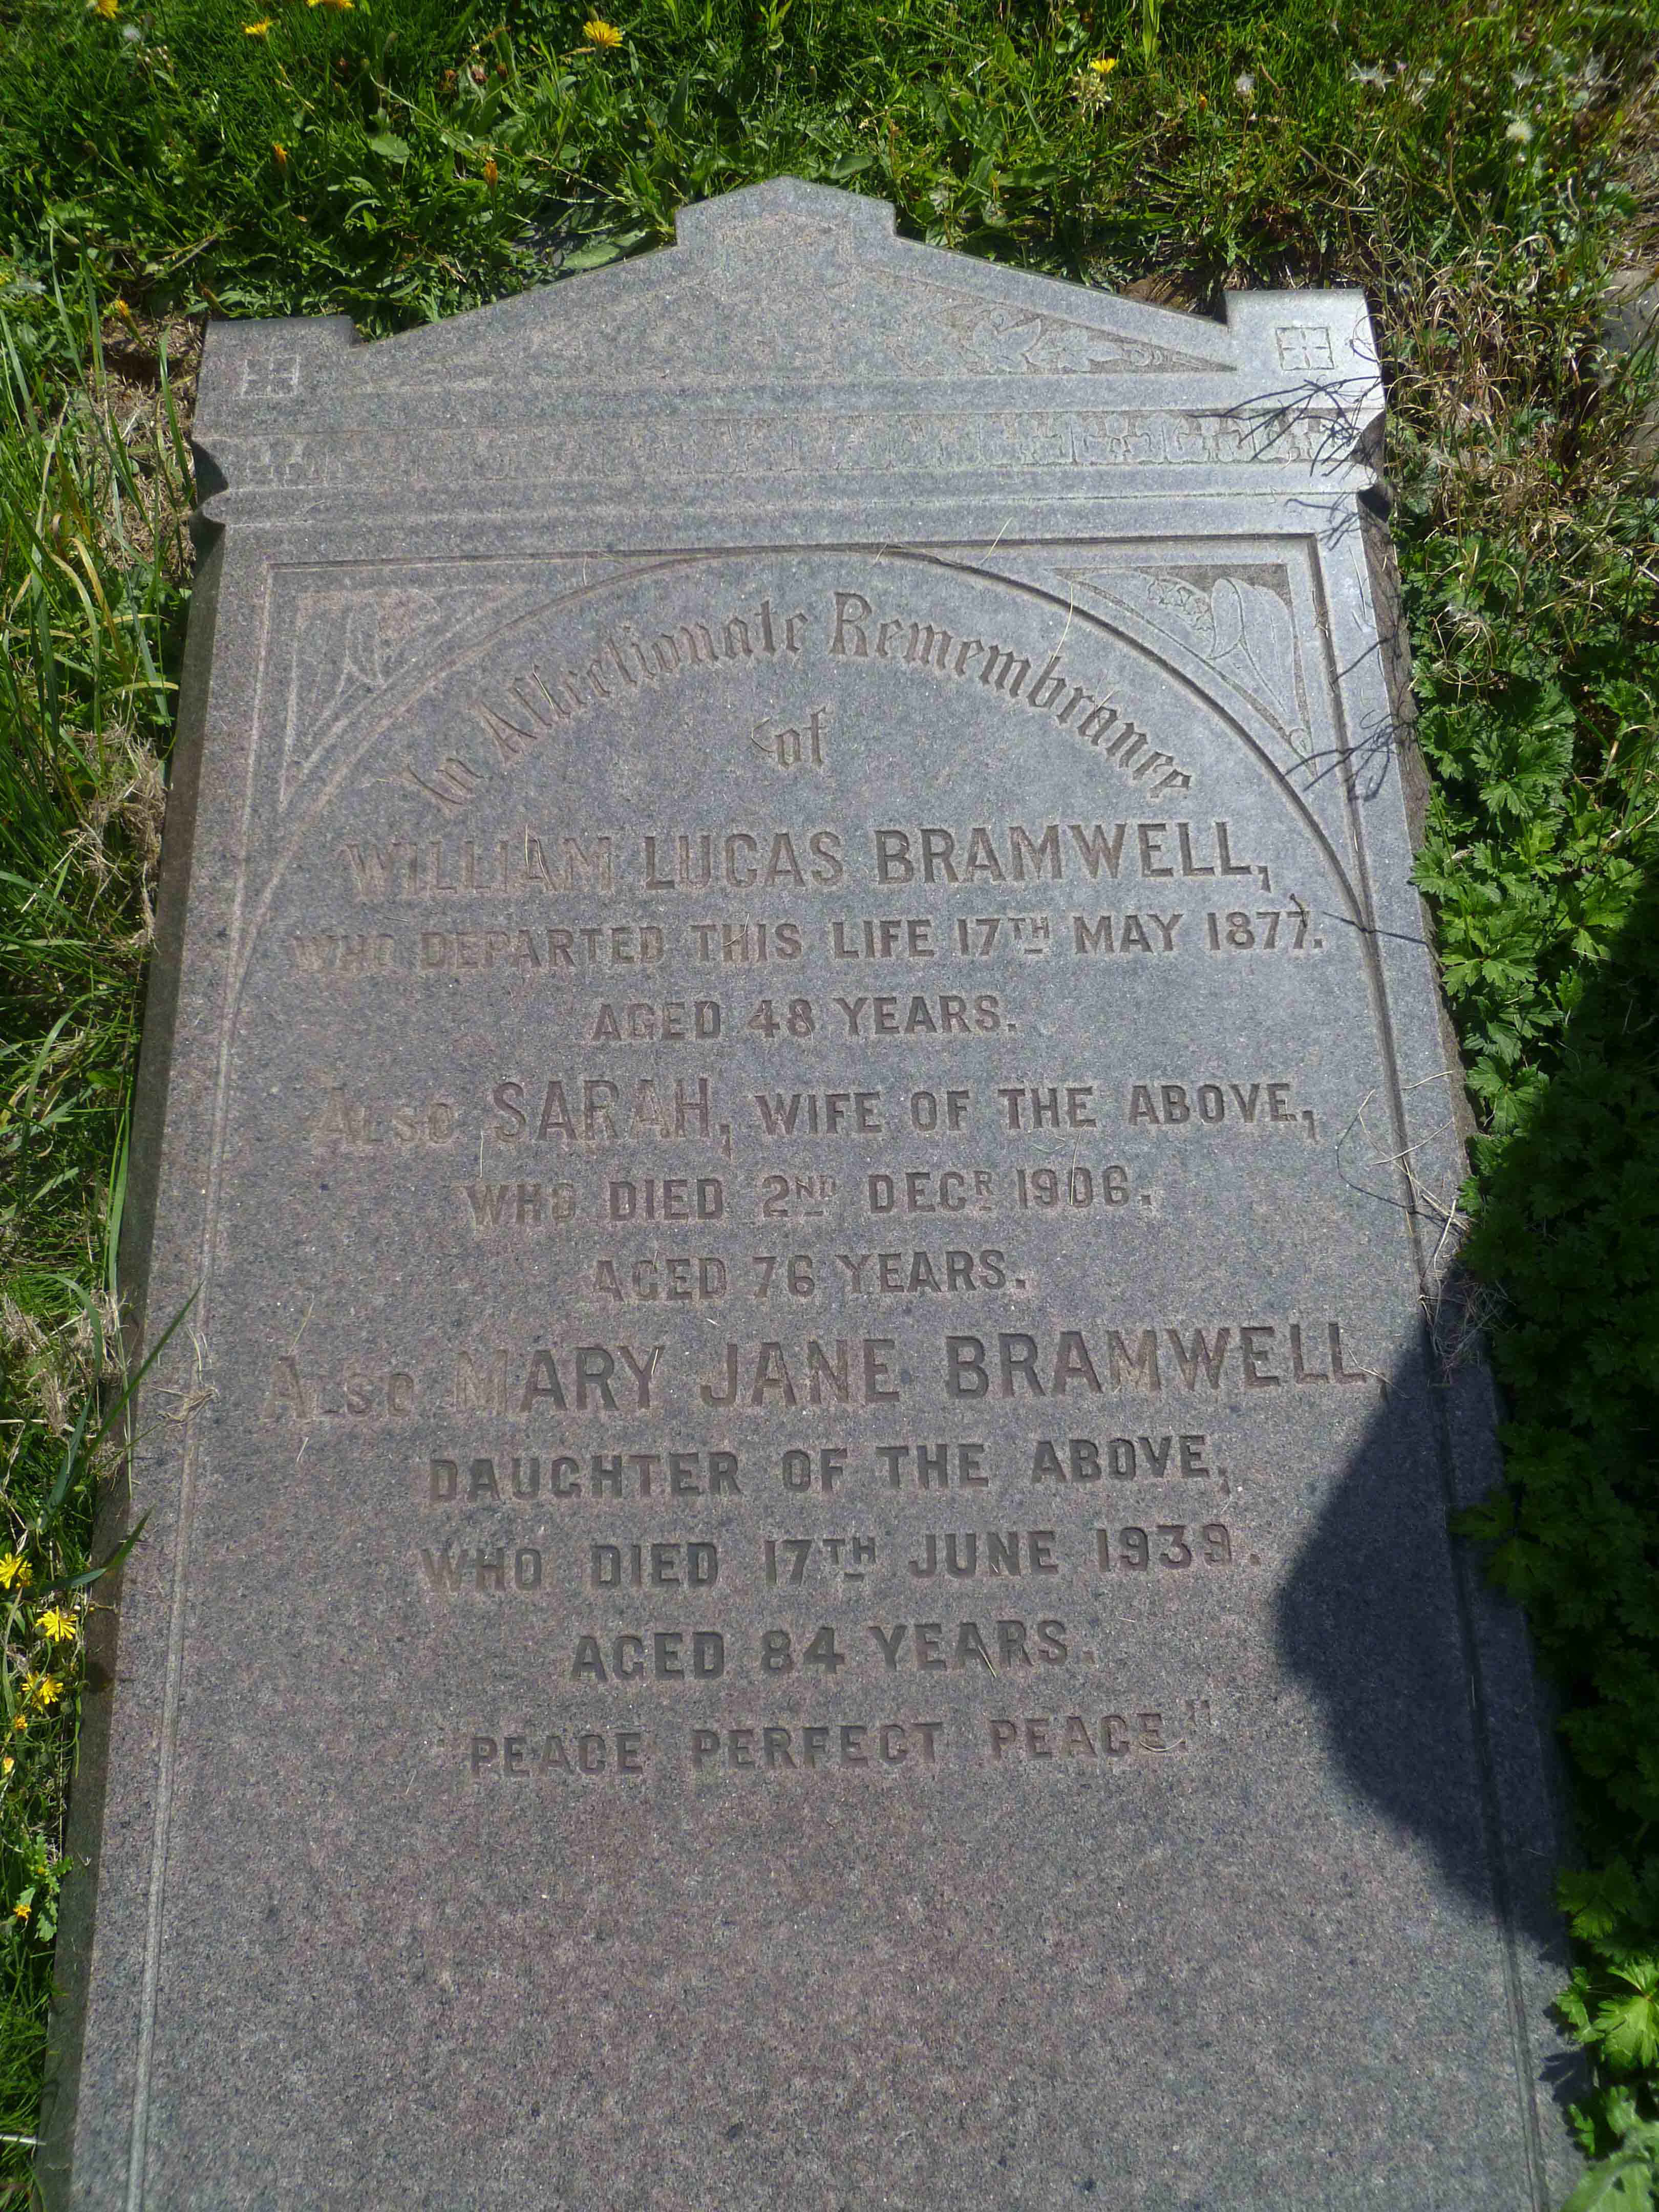 In Affectionate Remembrance
of
WILLIAM LUCAS BRAMWELL,
WHO DEPARTED THIS LIFE 17TH MAY 1877.
AGED 48 YEARS.
ALSO SARAH, WIFE OF THE ABOVE,
WHO DIED 2ND DECR 1906.
AGED 76 YEARS.
ALSO MARY JANE BRAMWELL
DAUGHTER OF THE ABOVE,
WHO DIED 17TH JUNE 1939.
AGED 84 YEARS.
"PEACE PERFECT PEACE"